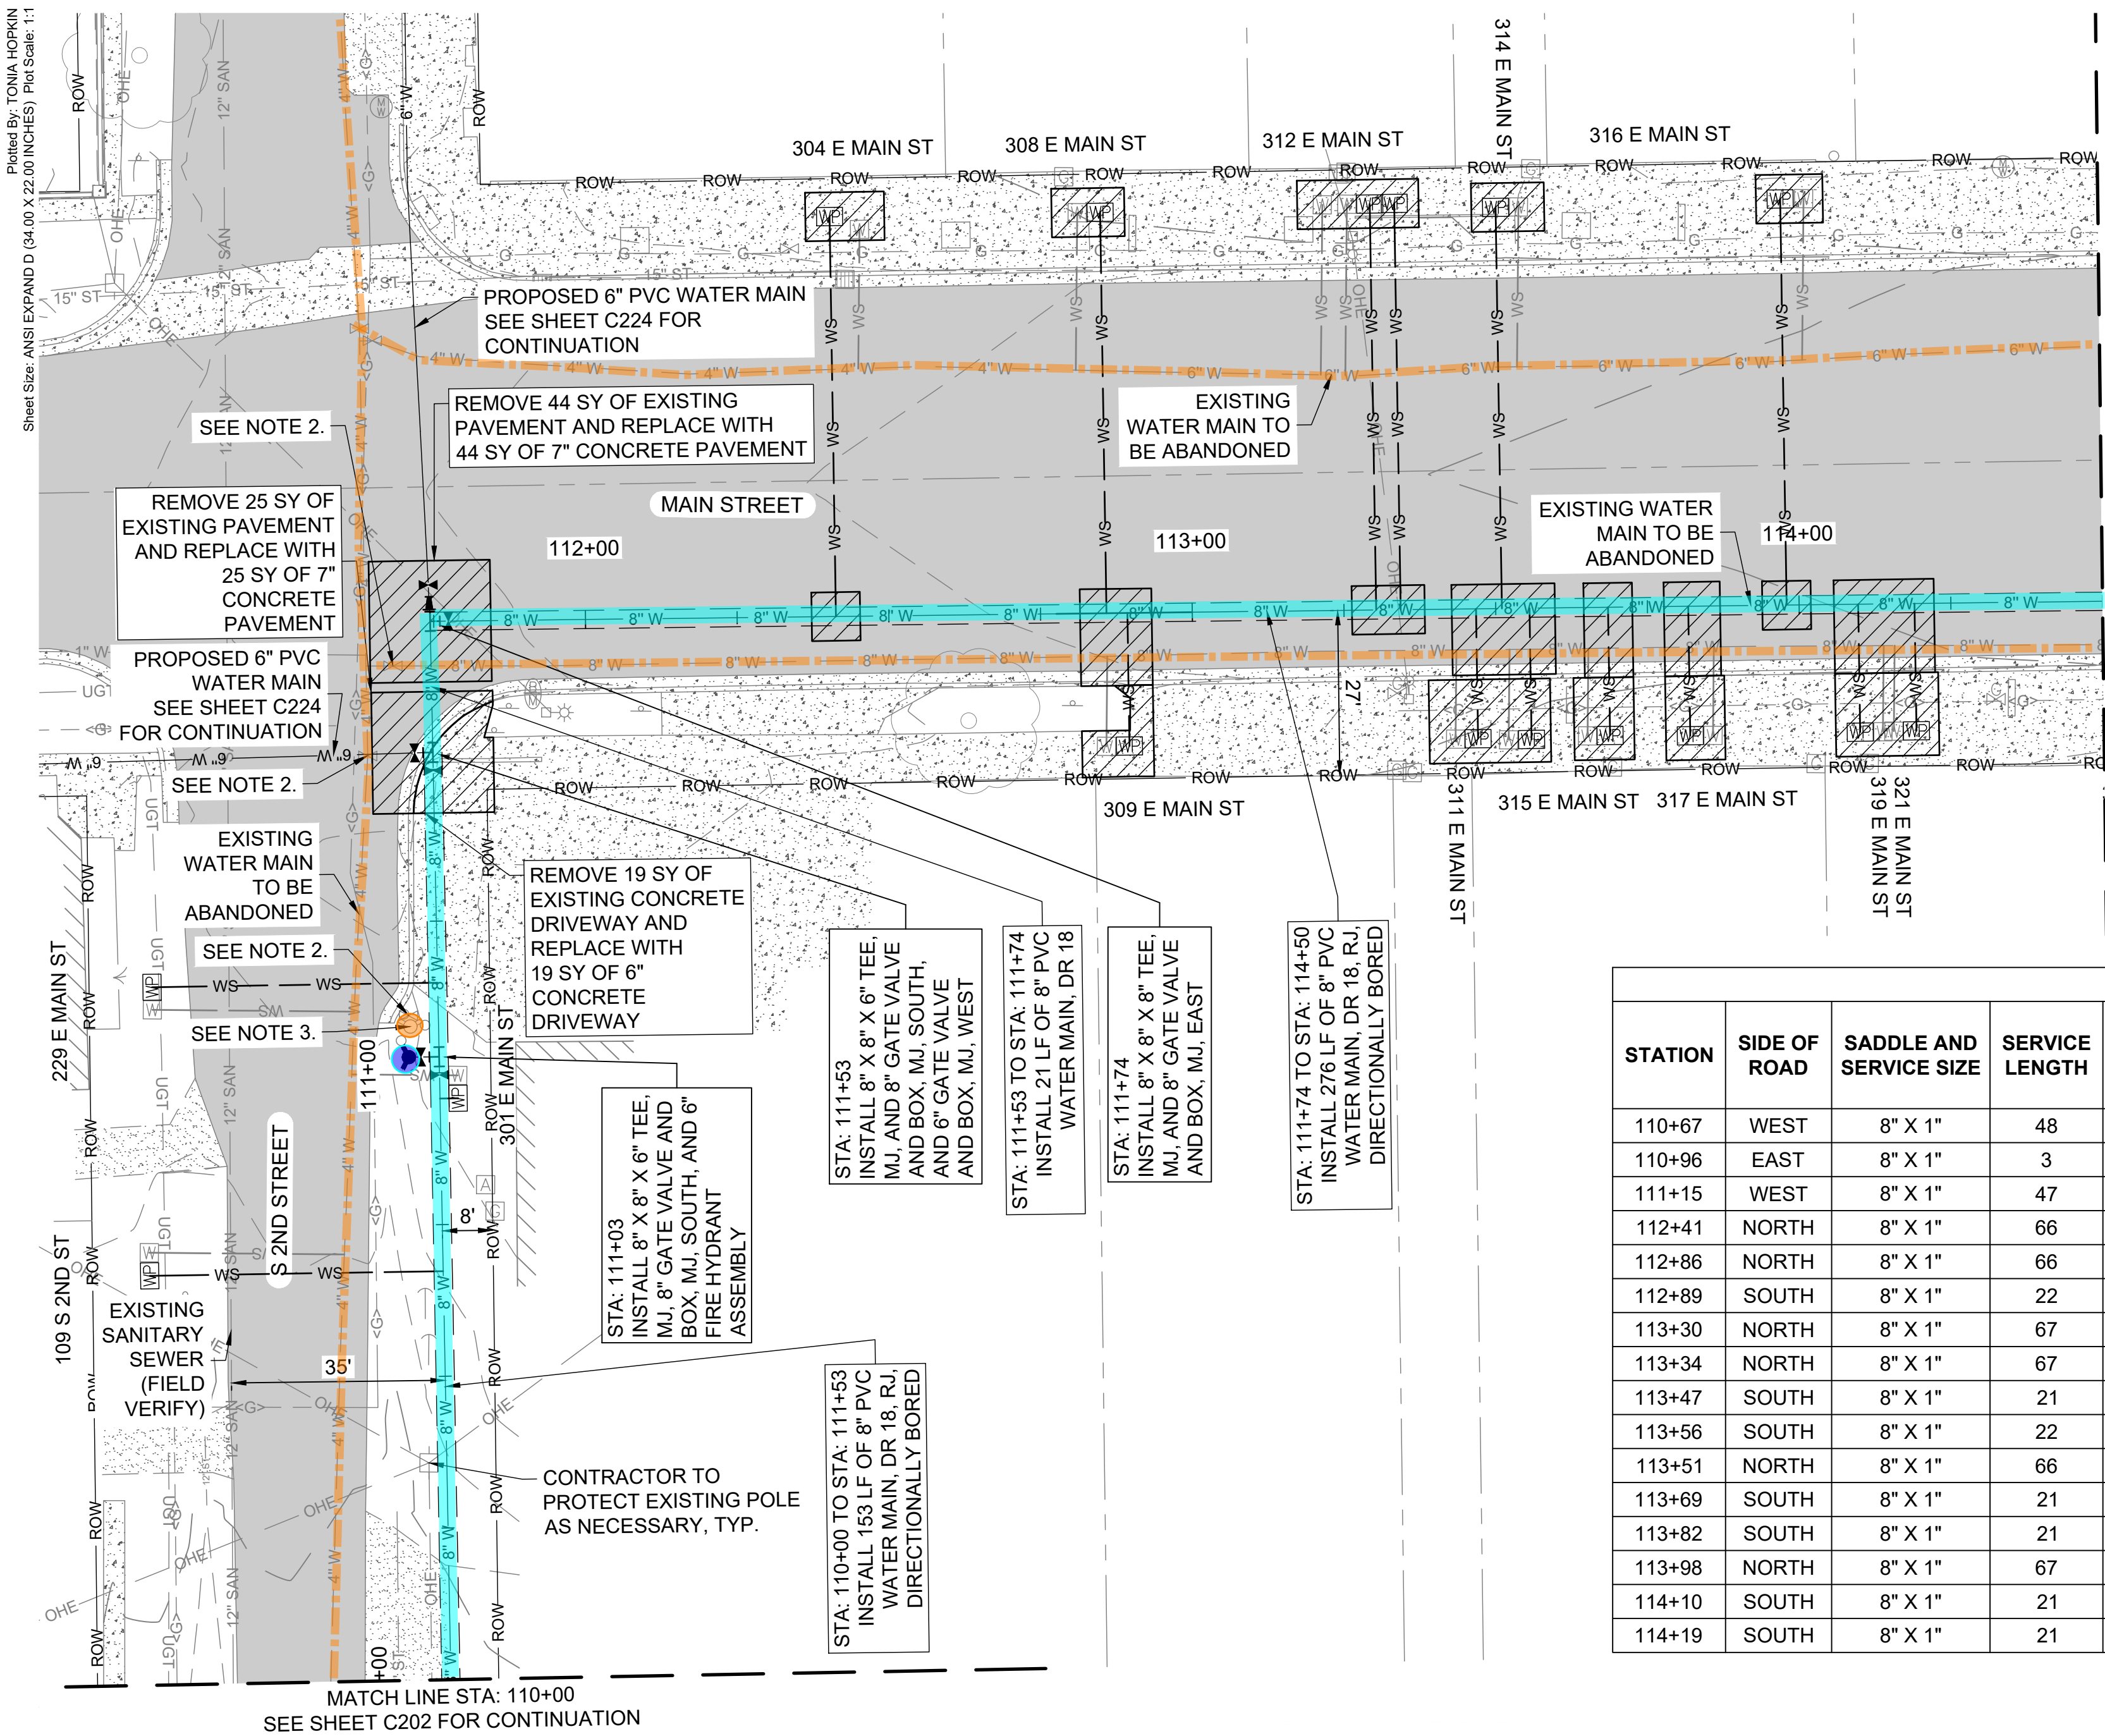 Plotted By: TONIA HOPKIN
Sheet Size: ANSI EXPAND D (34.00 X 22.00 INCHES) Plot Scale: 1:1
304 E MAIN ST
308 E MAIN ST
312 E MAIN ST
314 E MAIN ST
316 E MAIN ST
PROPOSED 6" PVC WATER MAIN
SEE SHEET C224 FOR
CONTINUATION
SEE NOTE 2.
REMOVE 44 SY OF EXISTING
PAVEMENT AND REPLACE WITH
44 SY OF 7" CONCRETE PAVEMENT
EXISTING
WATER MAIN TO
BE ABANDONED
MAIN STREET
REMOVE 25 SY OF
EXISTING PAVEMENT
AND REPLACE WITH
25 SY OF 7"
CONCRETE
PAVEMENT
112+00
113+00
114+00
EXISTING WATER
MAIN TO BE
ABANDONED
PROPOSED 6" PVC
WATER MAIN
SEE SHEET C224
FOR CONTINUATION
SEE NOTE 2.
27'
309 E MAIN ST
311 E MAIN ST
315 E MAIN ST
317 E MAIN ST
319 E MAIN ST
321 E MAIN ST
EXISTING
WATER MAIN
TO BE
ABANDONED
SEE NOTE 2.
SEE NOTE 3.
REMOVE 19 SY OF
EXISTING CONCRETE
DRIVEWAY AND
REPLACE WITH
19 SY OF 6"
CONCRETE
DRIVEWAY
229 E MAIN ST
301 E MAIN ST
111+00
S 2ND STREET
109 S 2ND ST
8'
35'
EXISTING
SANITARY
SEWER
(FIELD
VERIFY)
STA: 111+03
INSTALL 8" X 8" X 6" TEE,
MJ, 8" GATE VALVE AND
BOX, MJ, SOUTH, AND 6"
FIRE HYDRANT
ASSEMBLY
STA: 111+53
INSTALL 8" X 8" X 6" TEE,
MJ, AND 8" GATE VALVE
AND BOX, MJ, SOUTH,
AND 6" GATE VALVE
AND BOX, MJ, WEST
STA: 111+53 TO STA: 111+74
INSTALL 21 LF OF 8" PVC
WATER MAIN, DR 18
STA: 111+74
INSTALL 8" X 8" X 8" TEE,
MJ, AND 8" GATE VALVE
AND BOX, MJ, EAST
STA: 111+74 TO STA: 114+50
INSTALL 276 LF OF 8" PVC
WATER MAIN, DR 18, RJ,
DIRECTIONALLY BORED
STA: 110+00 TO STA: 111+53
INSTALL 153 LF OF 8" PVC
WATER MAIN, DR 18, RJ,
DIRECTIONALLY BORED
CONTRACTOR TO
PROTECT EXISTING POLE
AS NECESSARY, TYP.
+00
MATCH LINE STA: 110+00
SEE SHEET C202 FOR CONTINUATION
STATION SIDE OF ROAD SADDLE AND SERVICE SIZE SERVICE LENGTH
110+67 WEST 8" X 1" 48
110+96 EAST 8" X 1" 3
111+15 WEST 8" X 1" 47
112+41 NORTH 8" X 1" 66
112+86 NORTH 8" X 1" 66
112+89 SOUTH 8" X 1" 22
113+30 NORTH 8" X 1" 67
113+34 NORTH 8" X 1" 67
113+47 SOUTH 8" X 1" 21
113+56 SOUTH 8" X 1" 22
113+51 NORTH 8" X 1" 66
113+69 SOUTH 8" X 1" 21
113+82 SOUTH 8" X 1" 21
113+98 NORTH 8" X 1" 67
114+10 SOUTH 8" X 1" 21
114+19 SOUTH 8" X 1" 21